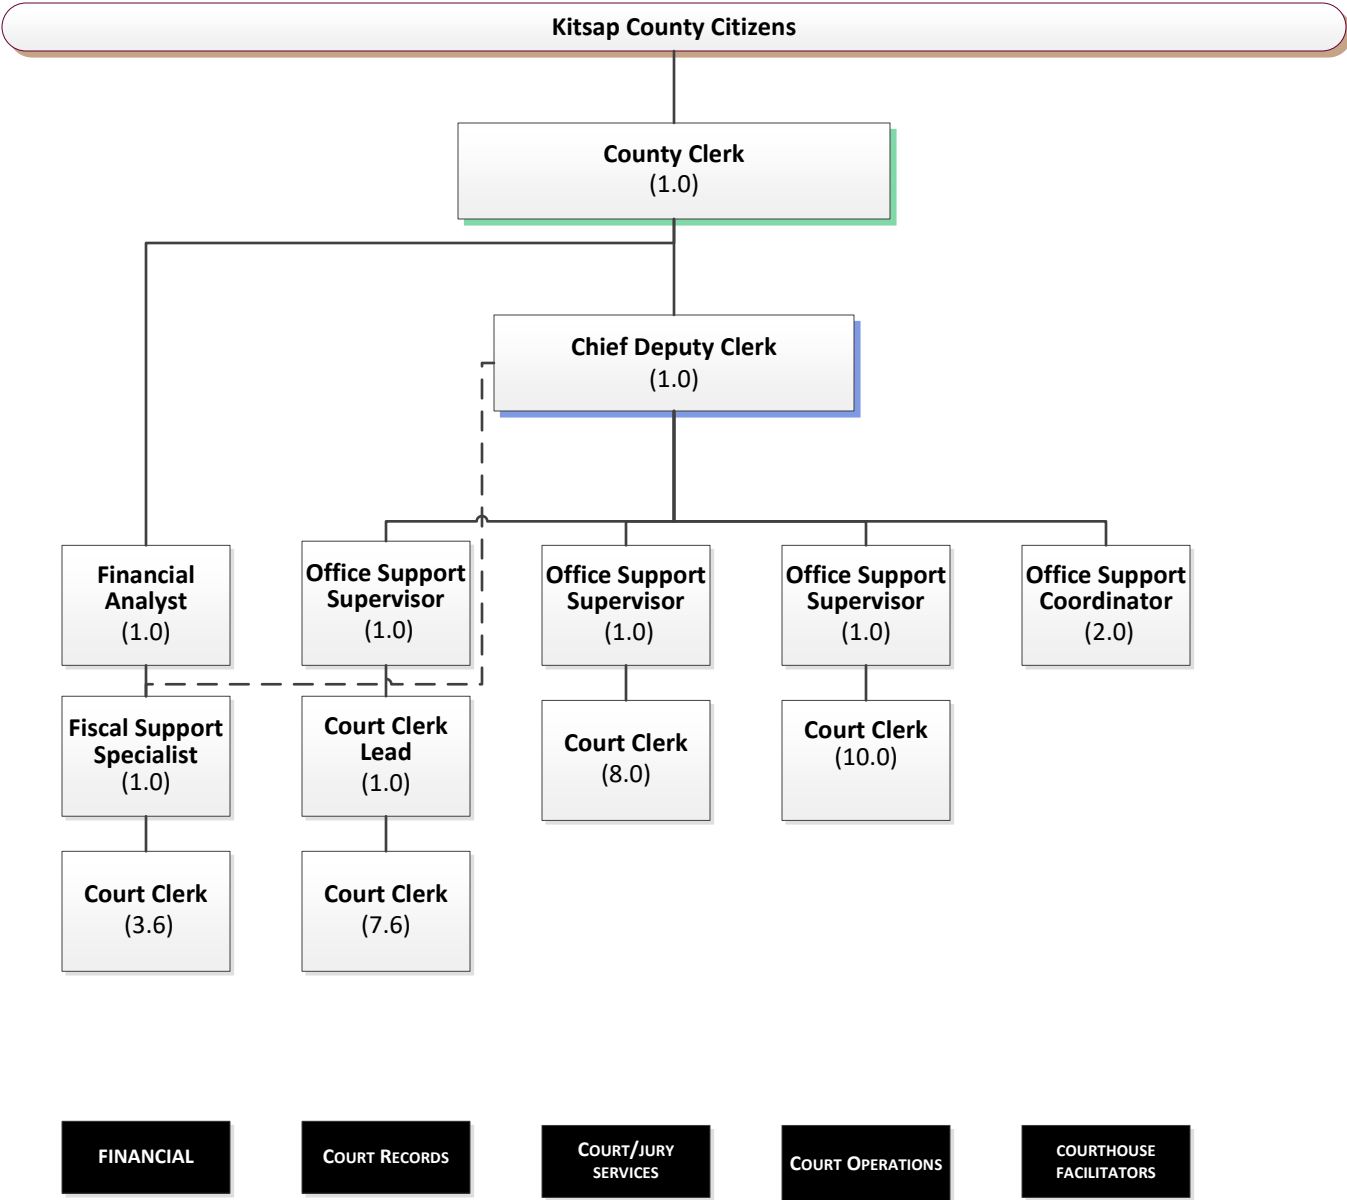 Kitsap County Citizens
County Clerk
(1.0)
Chief Deputy Clerk
(1.0)
Financial
Analyst
(1.0)
Office Support
Supervisor
(1.0)
Office Support
Supervisor
(1.0)
Office Support
Supervisor
(1.0)
Office Support
Coordinator
(2.0)
Fiscal Support
Specialist
(1.0)
Court Clerk
Lead
(1.0)
Court Clerk
(8.0)
Court Clerk
(10.0)
Court Clerk
(3.6)
Court Clerk
(7.6)
FINANCIAL
COURT RECORDS
COURT/JURY
SERVICES
COURT OPERATIONS
COURTHOUSE
FACILITATORS